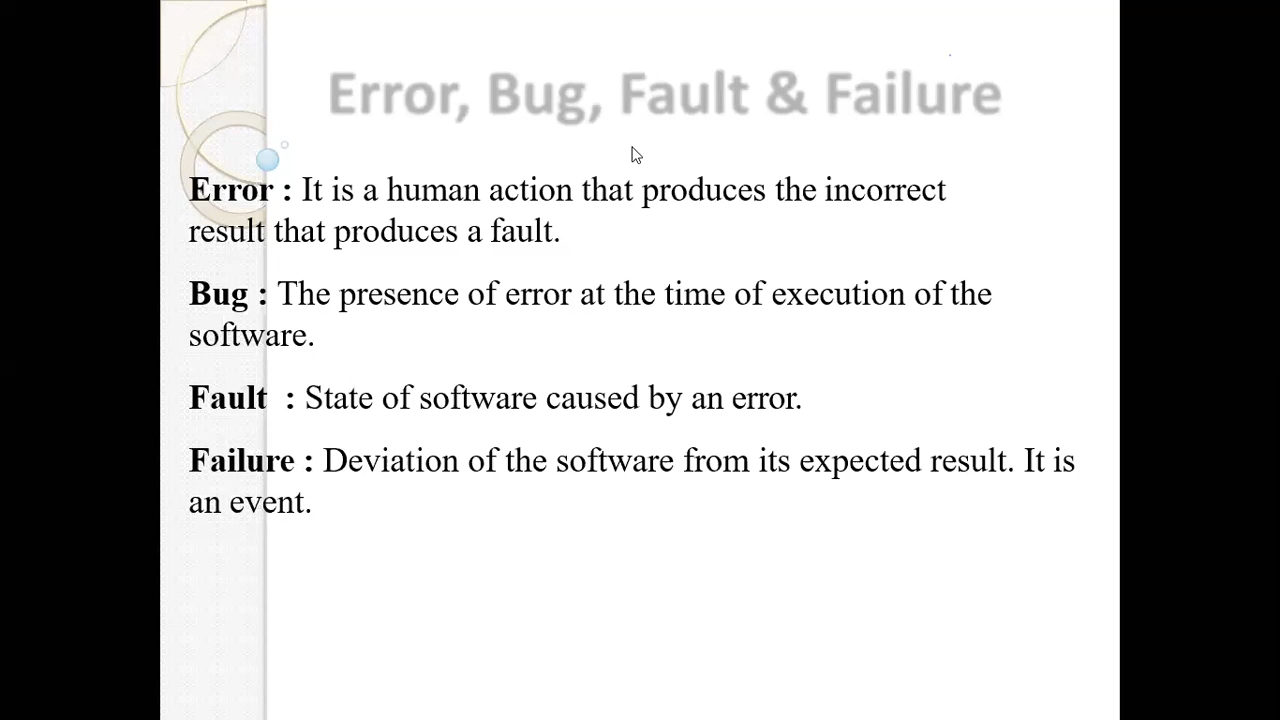 Error, Bug, Fault & Failure
Error : It is a human action that produces the incorrect
result that produces a fault.
Bug : The presence of error at the time of execution of the
software.
Fault  : State of software caused by an error.
Failure : Deviation of the software from its expected result. It is
an event.